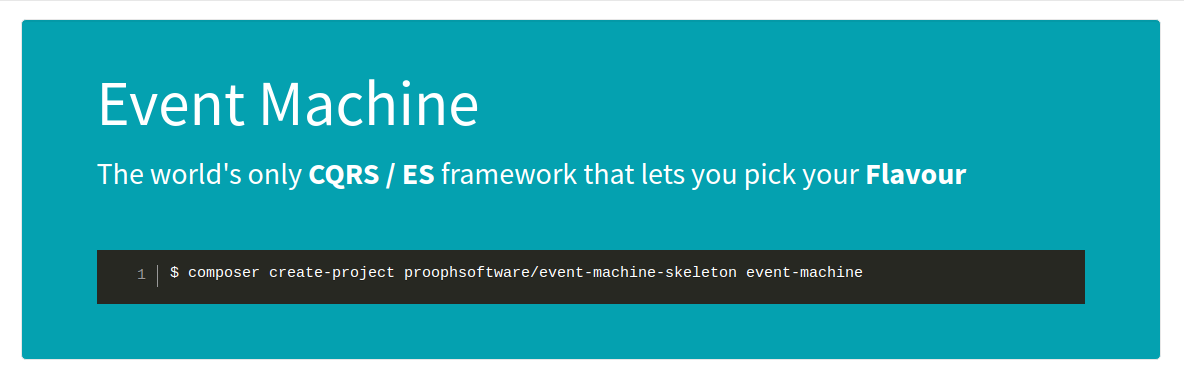 Event Machine
The world's only CQRS / ES framework that lets you pick your Flavour
1 $ composer create-project proophsoftware/event-machine-skeleton event-machine